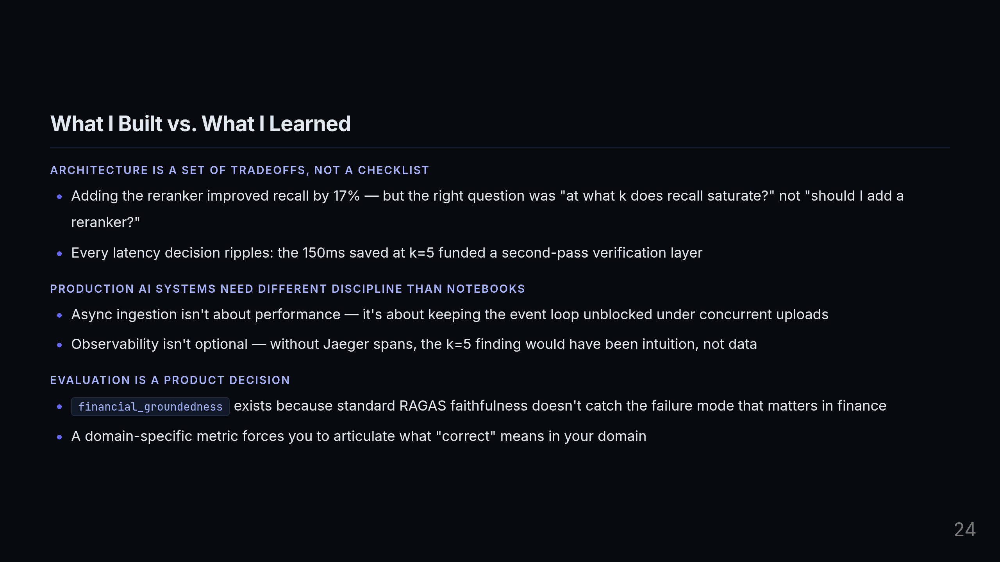 What I Built vs. What I Learned
ARCHITECTURE IS A SET OF TRADEOFFS, NOT A CHECKLIST
• Adding the reranker improved recall by 17% — but the right question was "at what k does recall saturate?" not "should I add a
reranker?"
• Every latency decision ripples: the 150ms saved at k=5 funded a second-pass verification layer
PRODUCTION AI SYSTEMS NEED DIFFERENT DISCIPLINE THAN NOTEBOOKS
• Async ingestion isn't about performance — it's about keeping the event loop unblocked under concurrent uploads
• Observability isn't optional — without Jaeger spans, the k=5 finding would have been intuition, not data
EVALUATION IS A PRODUCT DECISION
• financial_groundedness exists because standard RAGAS faithfulness doesn't catch the failure mode that matters in finance
• A domain-specific metric forces you to articulate what "correct" means in your domain
24